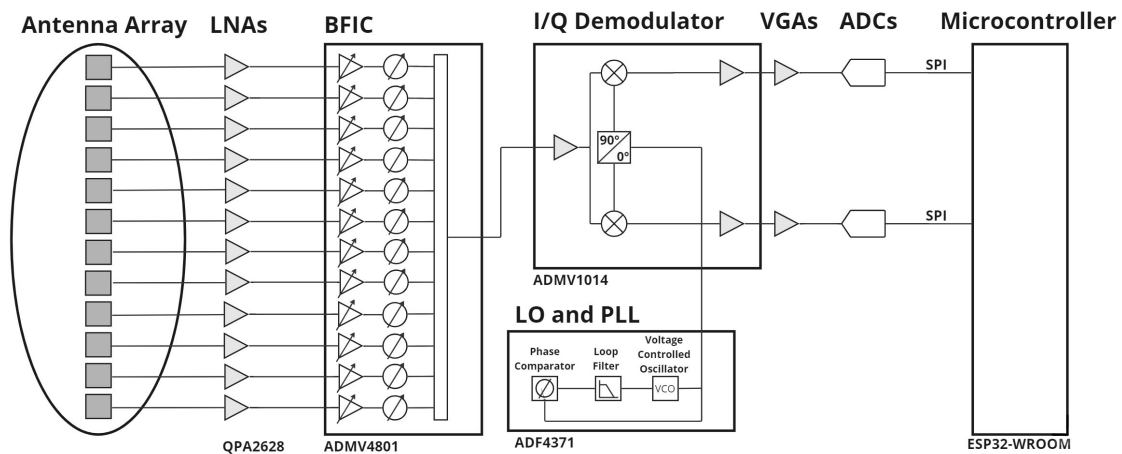 Antenna Array
LNAs
BFIC
I/Q Demodulator
VGAs
ADCs
Microcontroller
SPI
90°
0°
SPI
ADMV1014
LO and PLL
Phase
Comparator
Loop
Filter
Voltage
Controlled
Oscillator
VCO
QPA2628
ADMV4801
ADF4371
ESP32-WROOM